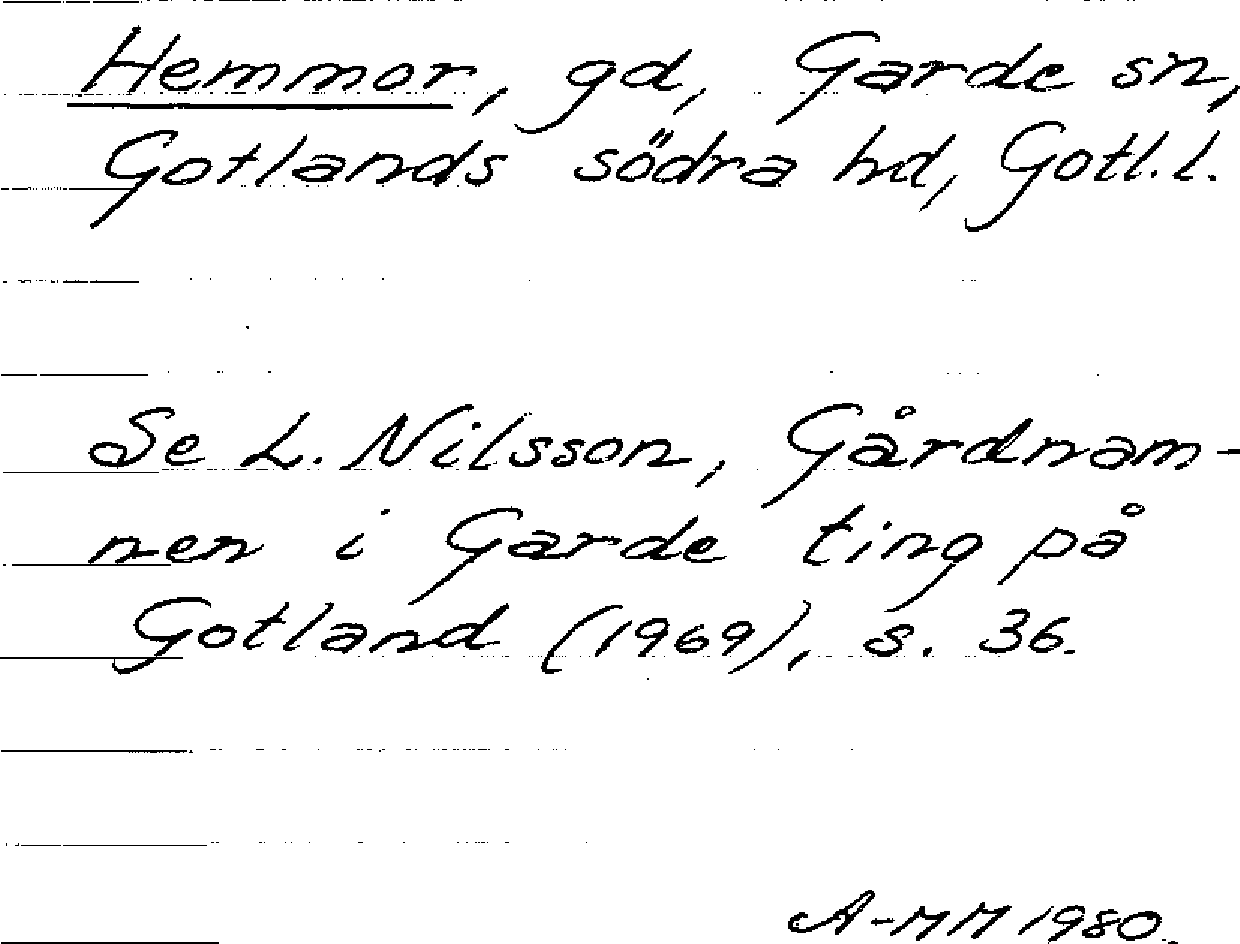 Hemmor, gd, Garde sn,
Gotlands södra hd, Gotl.l.
Se L. Nilsson, Gårdnam-
nen i Garde ting på
Gotland (1969), s. 36.
A-MM 1980.